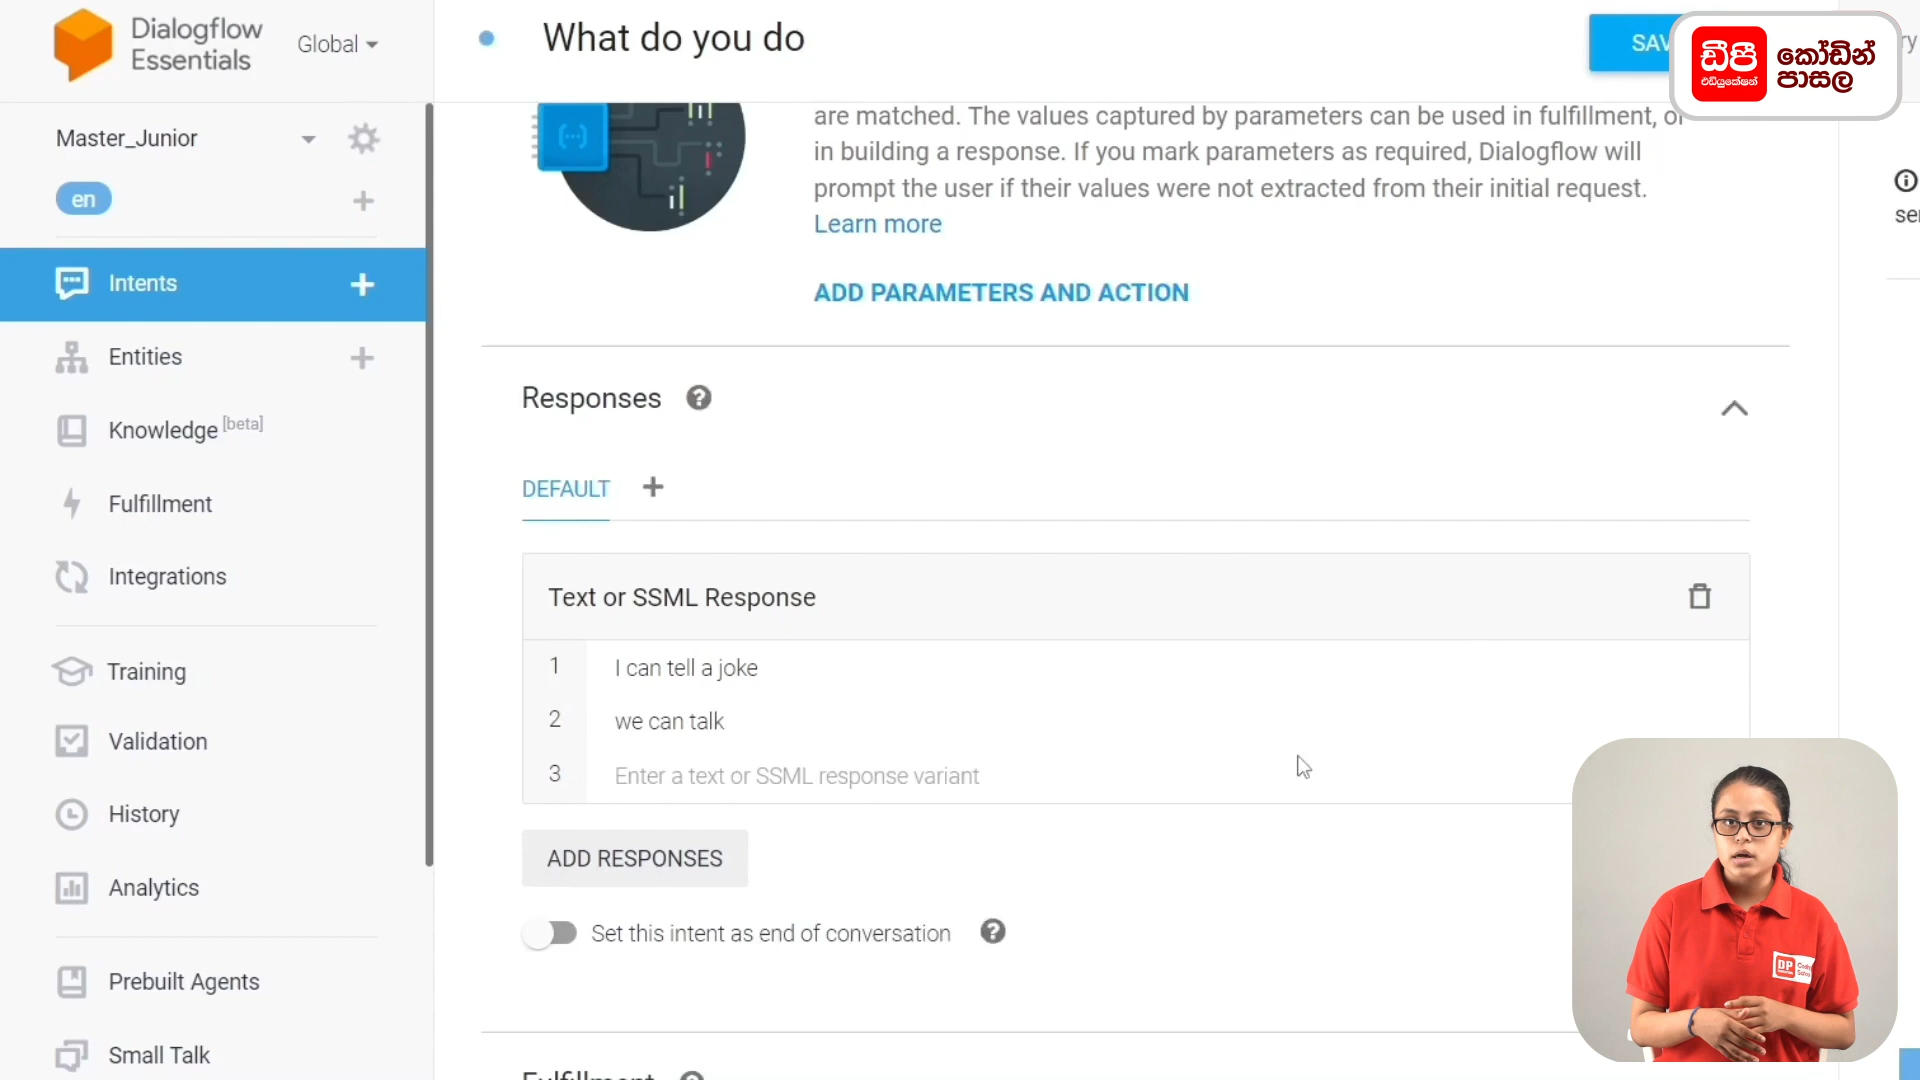 Dialogflow
Essentials
Global
What do you do
SAV
ඩීපී
එඩියුකේෂන්
කෝඩින්
පාසල
ry
Master_Junior
en
are matched. The values captured by parameters can be used in fulfillment, or
in building a response. If you mark parameters as required, Dialogflow will
prompt the user if their values were not extracted from their initial request.
Learn more
ADD PARAMETERS AND ACTION
Intents
Entities
Knowledge [beta]
Fulfillment
Integrations
Training
Validation
History
Analytics
Prebuilt Agents
Small Talk
Responses
DEFAULT
Text or SSML Response
1 I can tell a joke
2 we can talk
3 Enter a text or SSML response variant
ADD RESPONSES
Set this intent as end of conversation
Fulfillment
DP